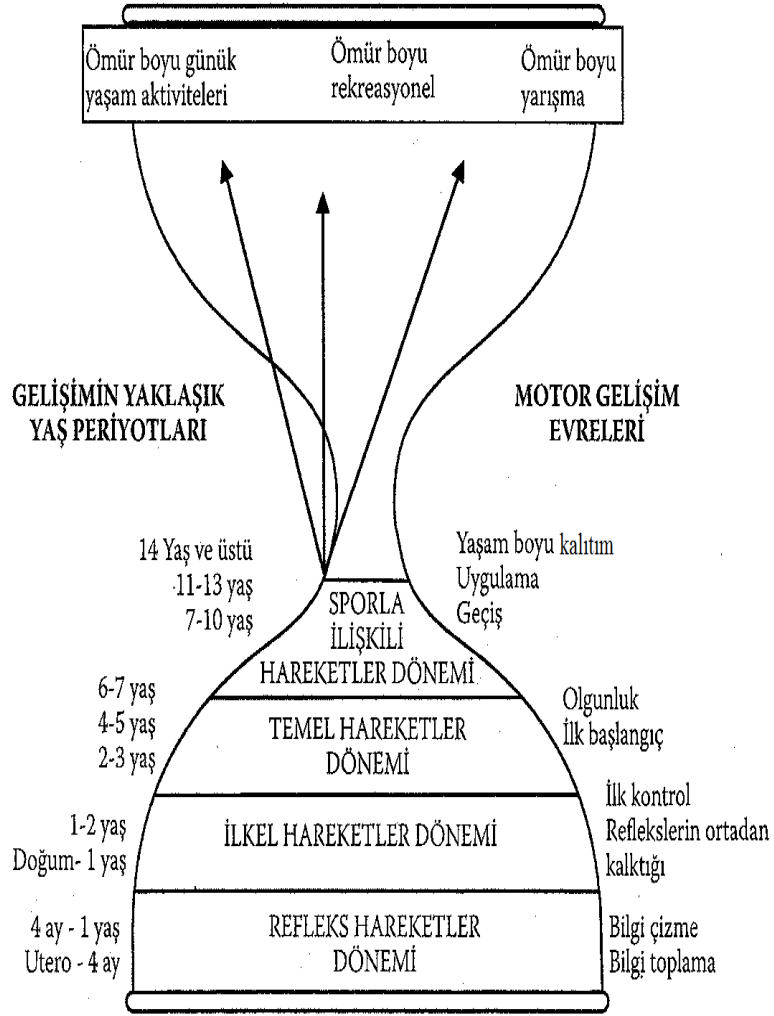 Ömür boyu günük
yaşam aktiviteleri
Ömür boyu
rekreasyonel
Ömür boyu
yarışma
GELİŞİMİN YAKLAŞIK
YAŞ PERİYOTLARI
MOTOR GELİŞİM
EVRELERİ
14 Yaş ve üstü
11-13 yaş
7-10 yaş
SPORLA
İLİŞKİLİ
HAREKETLER DÖNEMİ
Yaşam boyu kalıtım
Uygulama
Geçiş
6-7 yaş
4-5 yaş
2-3 yaş
TEMEL HAREKETLER
DÖNEMİ
Olgunluk
İlk başlangıç
1-2 yaş
Doğum- 1 yaş
İLKEL HAREKETLER DÖNEMİ
İlk kontrol
Reflekslerin ortadan
kalktığı
4 ay - 1 yaş
Utero - 4 ay
REFLEKS HAREKETLER
DÖNEMİ
Bilgi çizme
Bilgi toplama